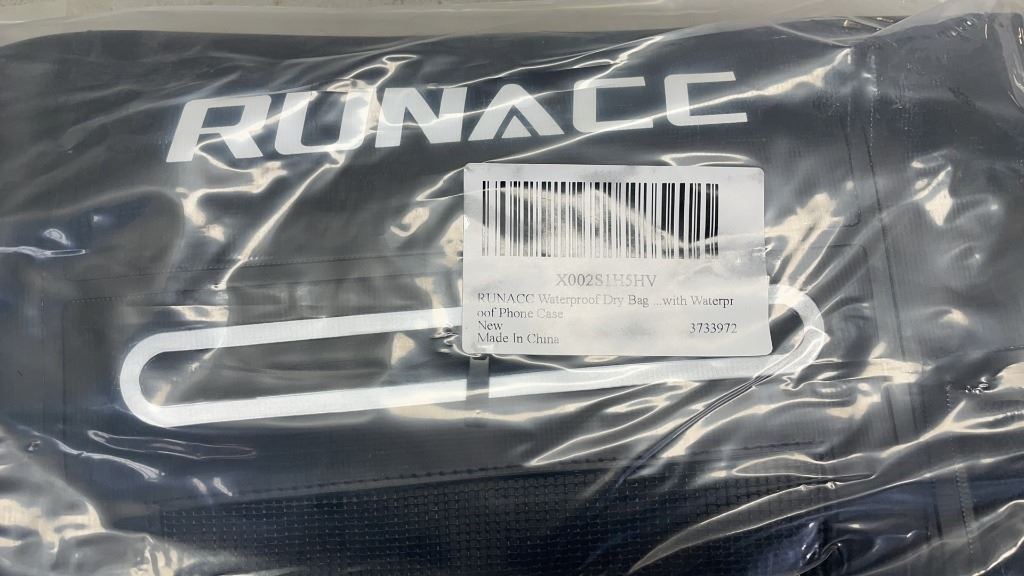 RUNACC
X002S1H5HV
RUNACC Waterproof Dry Bag ...with Waterpr
oof Phone Case
New 3733972
Made In China